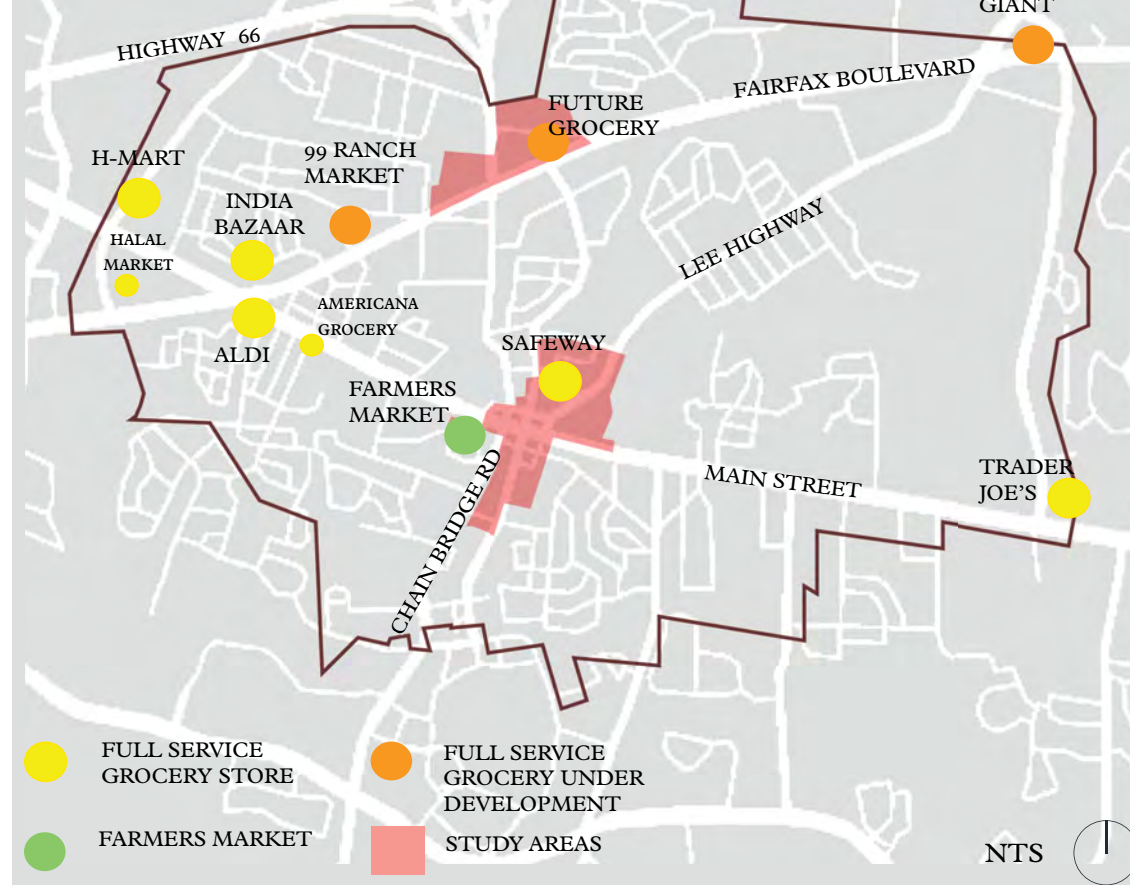 GIANT
HIGHWAY 66
FAIRFAX BOULEVARD
FUTURE
GROCERY
H-MART
99 RANCH
MARKET
INDIA
BAZAAR
HALAL
MARKET
LEE HIGHWAY
AMERICANA
GROCERY
ALDI
SAFEWAY
FARMERS
MARKET
CHAIN BRIDGE RD
MAIN STREET
TRADER
JOE'S
FULL SERVICE
GROCERY STORE
FULL SERVICE
GROCERY UNDER
DEVELOPMENT
FARMERS MARKET
STUDY AREAS
NTS